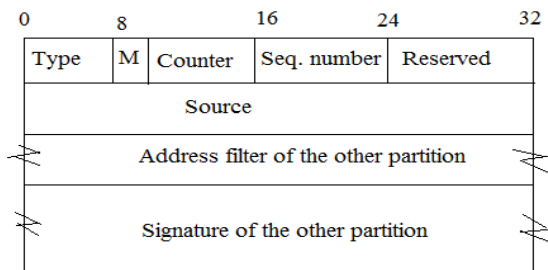 0 8 16 24 32
Type M Counter Seq. number Reserved
Source
Address filter of the other partition
Signature of the other partition